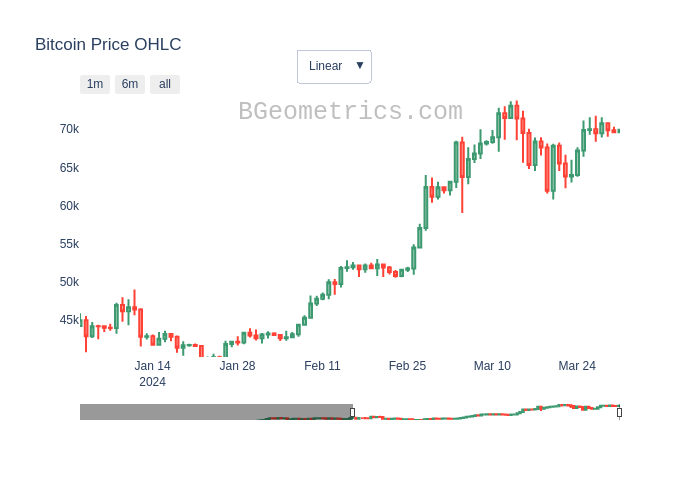 Bitcoin Price OHLC
Linear ▼
1m 6m all
BGeometrics.com
70k
65k
60k
55k
50k
45k
Jan 14 Jan 28 Feb 11 Feb 25 Mar 10 Mar 24
2024